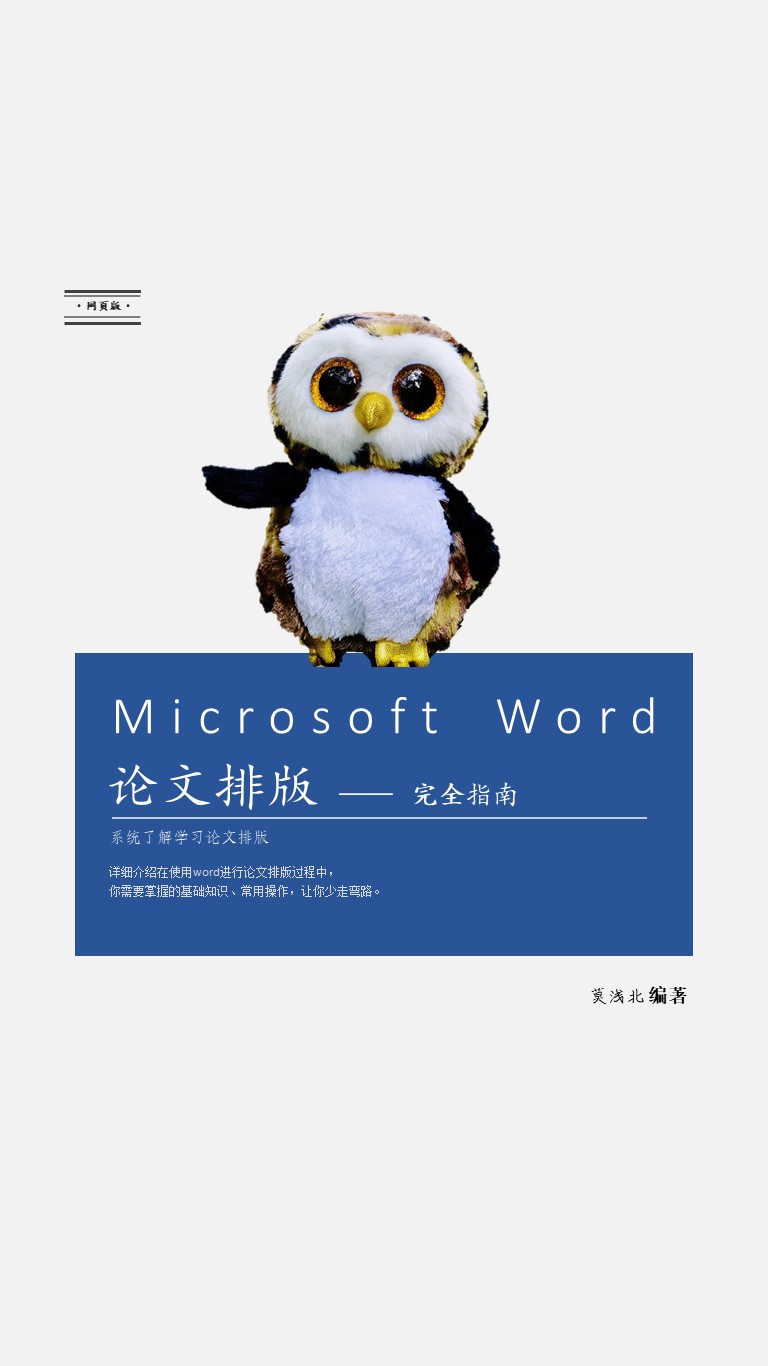 ·网页版·
Microsoft Word
论文排版 —— 完全指南
系统了解学习论文排版
详细介绍在使用word进行论文排版过程中，
你需要掌握的基础知识、常用操作，让你少走弯路。
莫浅北 编著